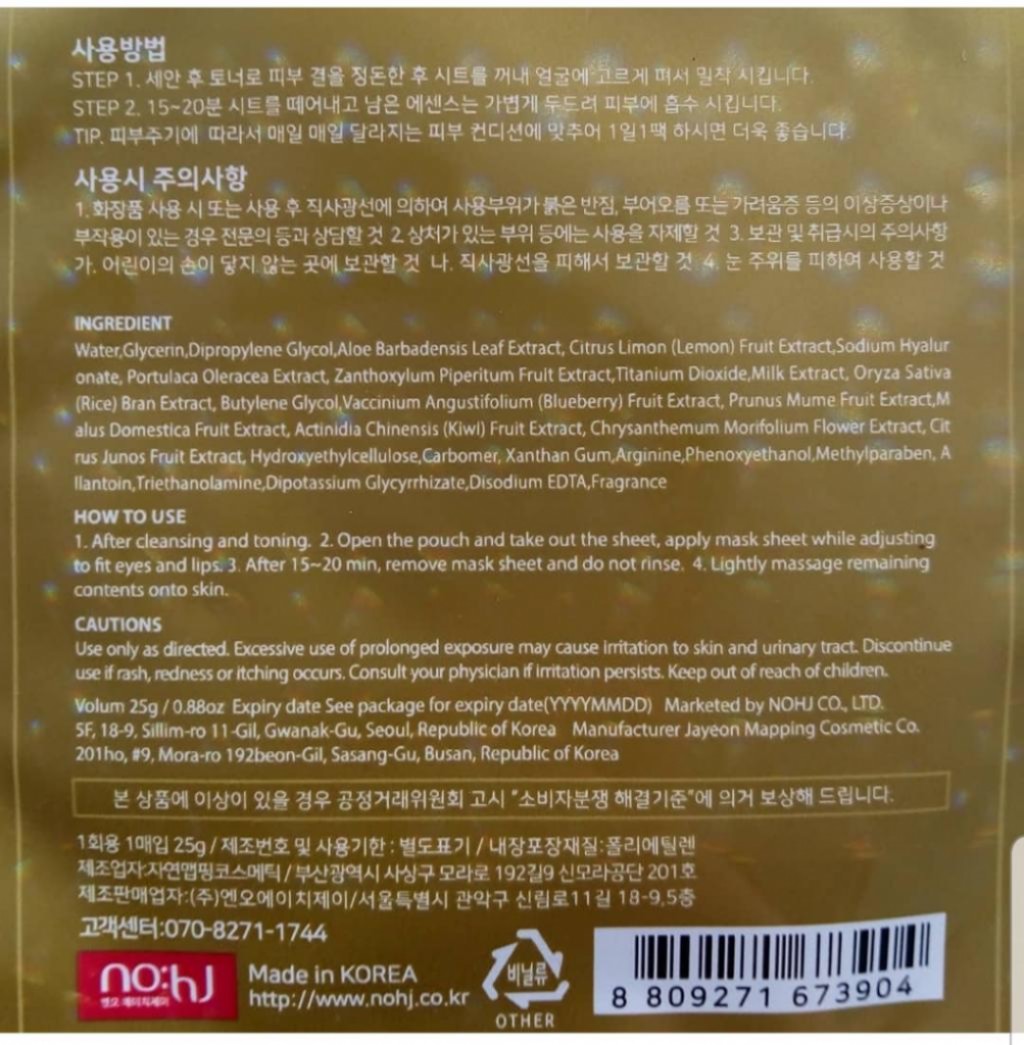 사용방법
STEP 1. 세안 후 토너로 피부 결을 정돈한 후 시트를 꺼내 얼굴에 고르게 펴서 밀착 시킵니다.
STEP 2. 15~20분 시트를 떼어내고 남은 에센스는 가볍게 두드려 피부에 흡수 시킵니다.
TIP. 피부주기에 따라서 매일 매일 달라지는 피부 컨디션에 맞추어 1일1팩 하시면 더욱 좋습니다.
사용시 주의사항
1. 화장품 사용 시 또는 사용 후 직사광선에 의하여 사용부위가 붉은 반점, 부어오름 또는 가려움증 등의 이상증상이나
부작용이 있는 경우 전문의 등과 상담할 것 2. 상처가 있는 부위 등에는 사용을 자제할 것 3. 보관 및 취급시의 주의사항
가. 어린이의 손이 닿지 않는 곳에 보관할 것 나. 직사광선을 피해서 보관할 것 4. 눈 주위를 피하여 사용할 것
INGREDIENT
Water,Glycerin,Dipropylene Glycol,Aloe Barbadensis Leaf Extract, Citrus Limon (Lemon) Fruit Extract,Sodium Hyalur
onate, Portulaca Oleracea Extract, Zanthoxylum Piperitum Fruit Extract,Titanium Dioxide,Milk Extract, Oryza Sativa
(Rice) Bran Extract, Butylene Glycol,Vaccinium Angustifolium (Blueberry) Fruit Extract, Prunus Mume Fruit Extract,M
alus Domestica Fruit Extract, Actinidia Chinensis (Kiwi) Fruit Extract, Chrysanthemum Morifolium Flower Extract, Cit
rus Junos Fruit Extract, Hydroxyethylcellulose,Carbomer, Xanthan Gum,Arginine,Phenoxyethanol,Methylparaben, A
llantoin,Triethanolamine,Dipotassium Glycyrrhizate,Disodium EDTA,Fragrance
HOW TO USE
1. After cleansing and toning. 2. Open the pouch and take out the sheet, apply mask sheet while adjusting
to fit eyes and lips. 3. After 15~20 min, remove mask sheet and do not rinse. 4. Lightly massage remaining
contents onto skin.
CAUTIONS
Use only as directed. Excessive use of prolonged exposure may cause irritation to skin and urinary tract. Discontinue
use if rash, redness or itching occurs. Consult your physician if irritation persists. Keep out of reach of children.
Volum 25g / 0.88oz Expiry date See package for expiry date(YYYYMMDD) Marketed by NOHJ CO., LTD.
5F, 18-9, Sillim-ro 11-Gil, Gwanak-Gu, Seoul, Republic of Korea Manufacturer Jayeon Mapping Cosmetic Co.
201ho, #9, Mora-ro 192beon-Gil, Sasang-Gu, Busan, Republic of Korea
본 상품에 이상이 있을 경우 공정거래위원회 고시 "소비자분쟁 해결기준"에 의거 보상해 드립니다.
1회용 1매입 25g / 제조번호 및 사용기한 : 별도표기 / 내장포장재질:폴리에틸렌
제조업자:자연맵핑코스메틱 / 부산광역시 사상구 모라로 192길9 신모라공단 201호
제조판매업자:(주)엔오에이치제이/서울특별시 관악구 신림로11길 18-9,5층
고객센터:070-8271-1744
no:hj
엔오 에이치제이
Made in KOREA
http://www.nohj.co.kr
비닐류
OTHER
8 809271 673904